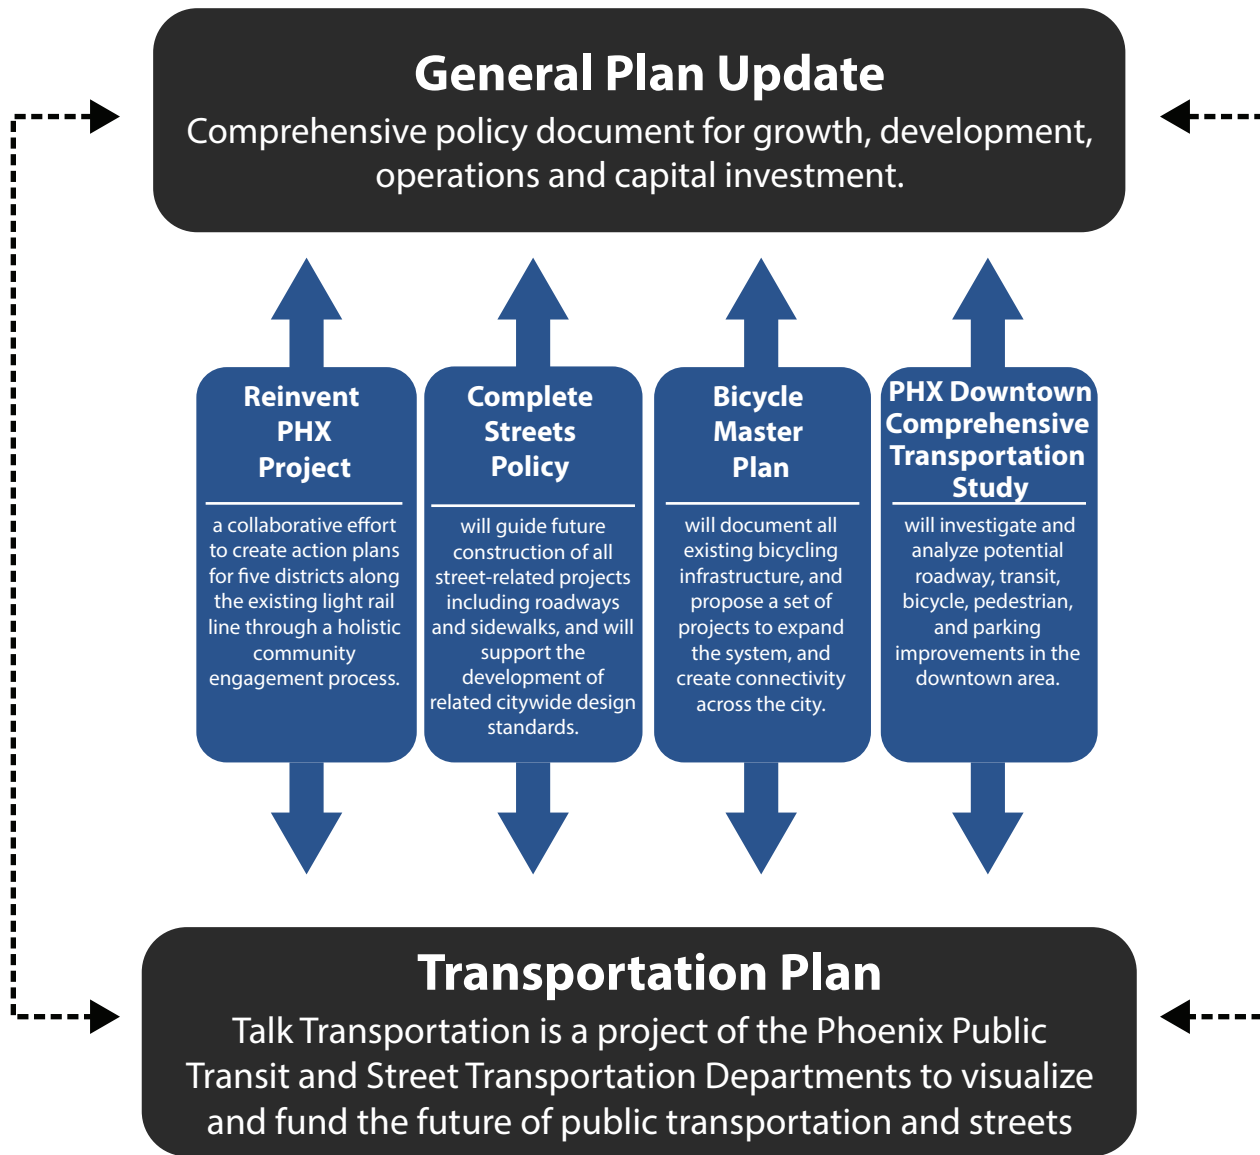 General Plan Update
Comprehensive policy document for growth, development,
operations and capital investment.
Reinvent
PHX
Project
a collaborative effort
to create action plans
for five districts along
the existing light rail
line through a holistic
community
engagement process.
Complete
Streets
Policy
will guide future
construction of all
street-related projects
including roadways
and sidewalks, and will
support the
development of
related citywide design
standards.
Bicycle
Master
Plan
will document all
existing bicycling
infrastructure, and
propose a set of
projects to expand
the system, and
create connectivity
across the city.
PHX Downtown
Comprehensive
Transportation
Study
will investigate and
analyze potential
roadway, transit,
bicycle, pedestrian,
and parking
improvements in the
downtown area.
Transportation Plan
Talk Transportation is a project of the Phoenix Public
Transit and Street Transportation Departments to visualize
and fund the future of public transportation and streets